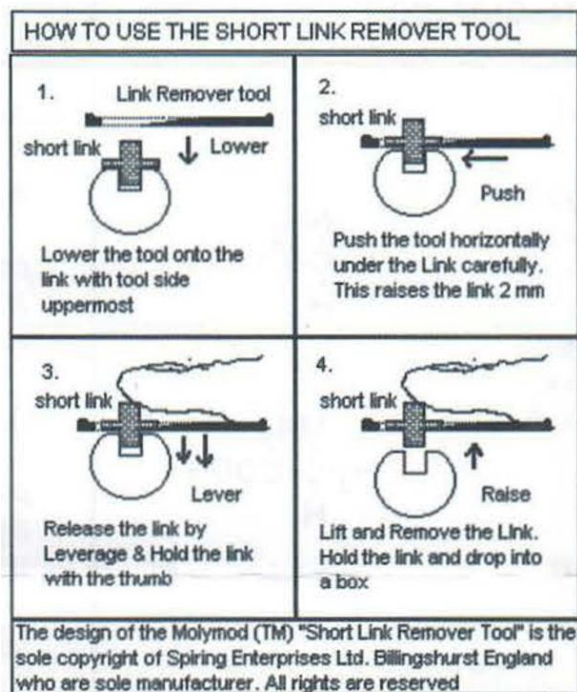 HOW TO USE THE SHORT LINK REMOVER TOOL
1.
Link Remover tool
short link
Lower
Lower the tool onto the
link with tool side
uppermost
2.
short link
Push
Push the tool horizontally
under the Link carefully.
This raises the link 2 mm
3.
short link
Lever
Release the link by
Leverage & Hold the link
with the thumb
4.
short link
Raise
Lift and Remove the Link.
Hold the link and drop into
a box
The design of the Molymod (TM) "Short Link Remover Tool" is the
sole copyright of Spiring Enterprises Ltd. Billingshurst England
who are sole manufacturer. All rights are reserved